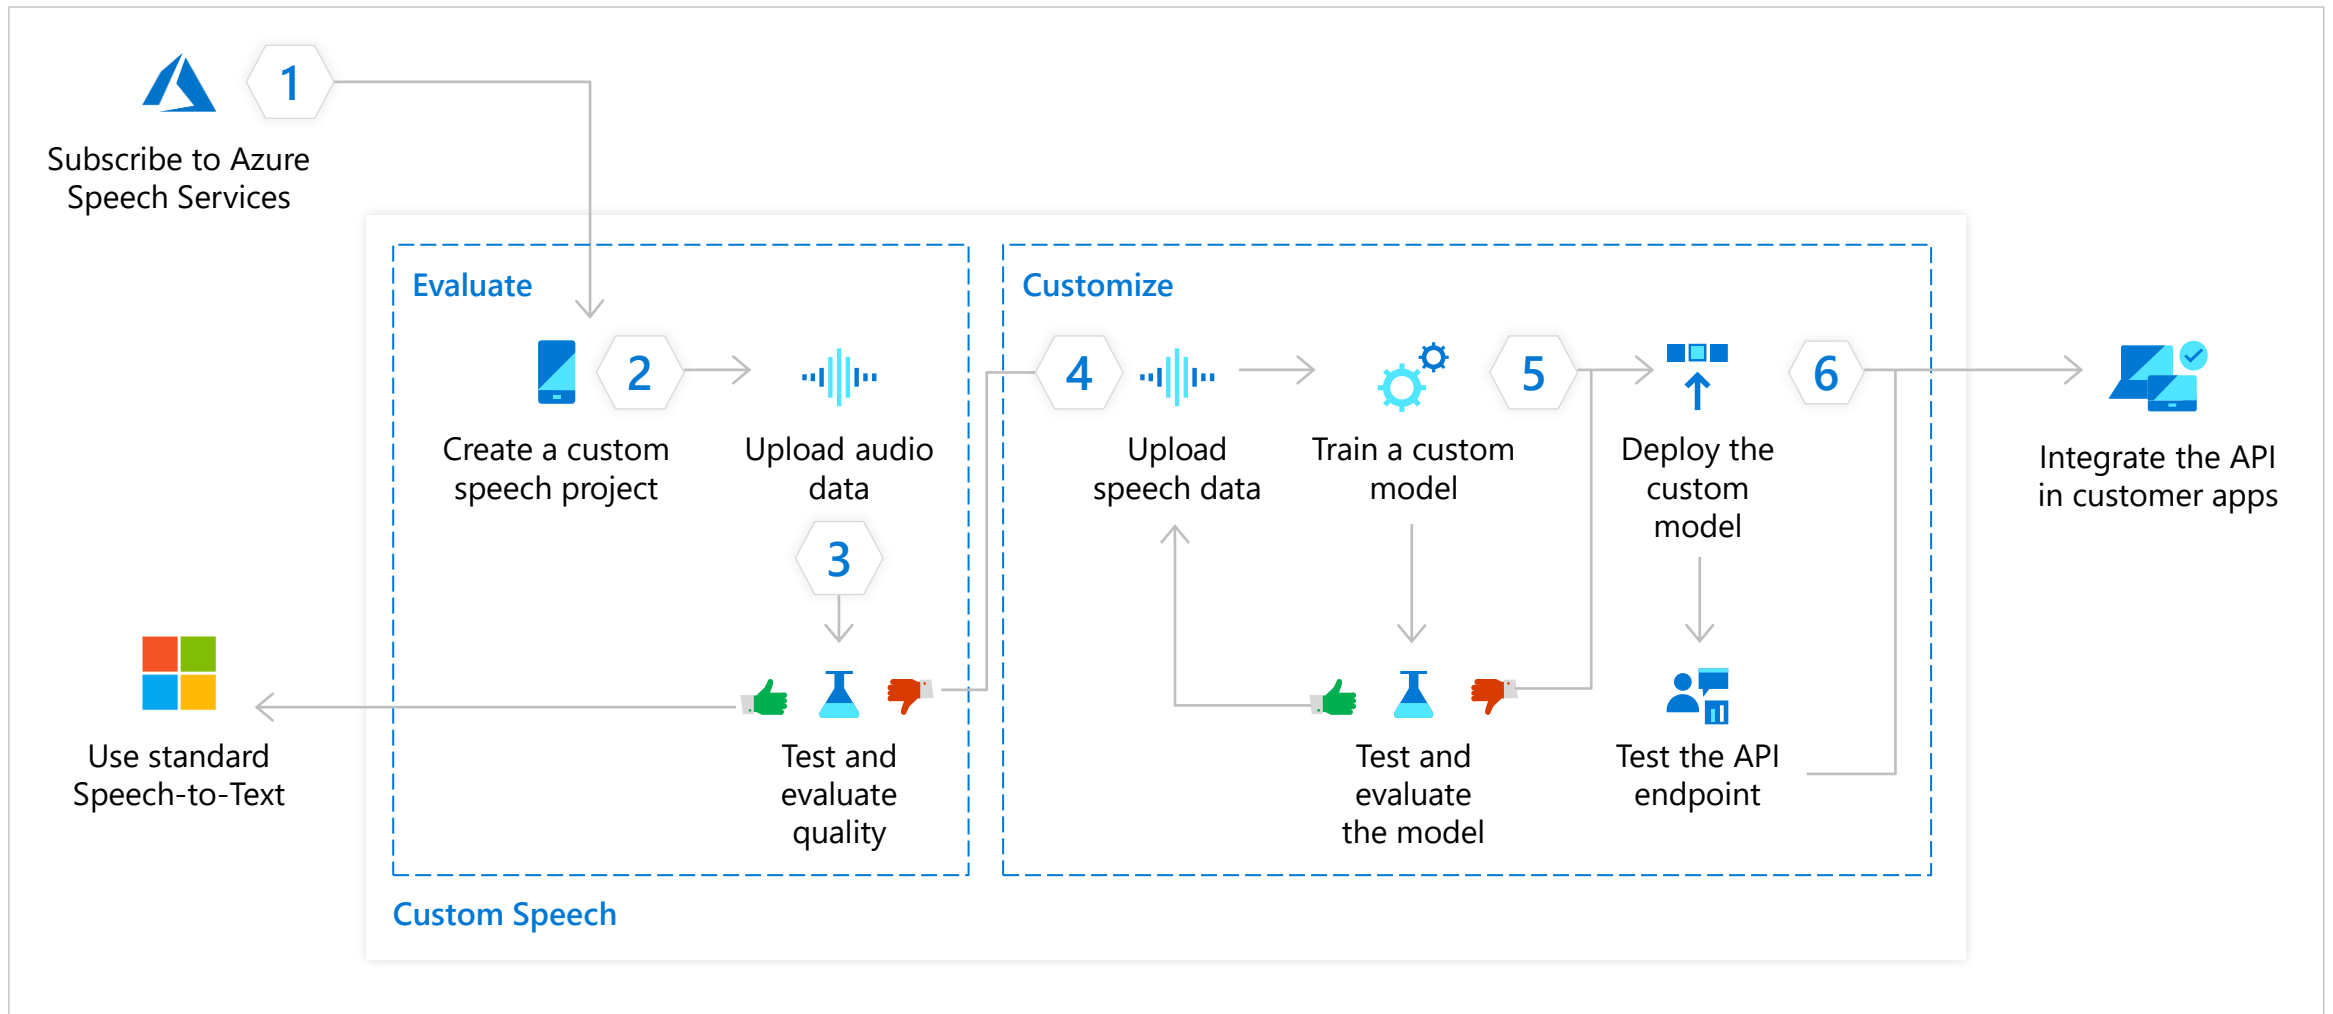 1
Subscribe to Azure
Speech Services
Evaluate
2
Create a custom
speech project
Upload audio
data
3
Test and
evaluate
quality
Use standard
Speech-to-Text
Customize
4
Upload
speech data
Train a custom
model
5
Test and
evaluate
the model
Deploy the
custom
model
6
Test the API
endpoint
Integrate the API
in customer apps
Custom Speech